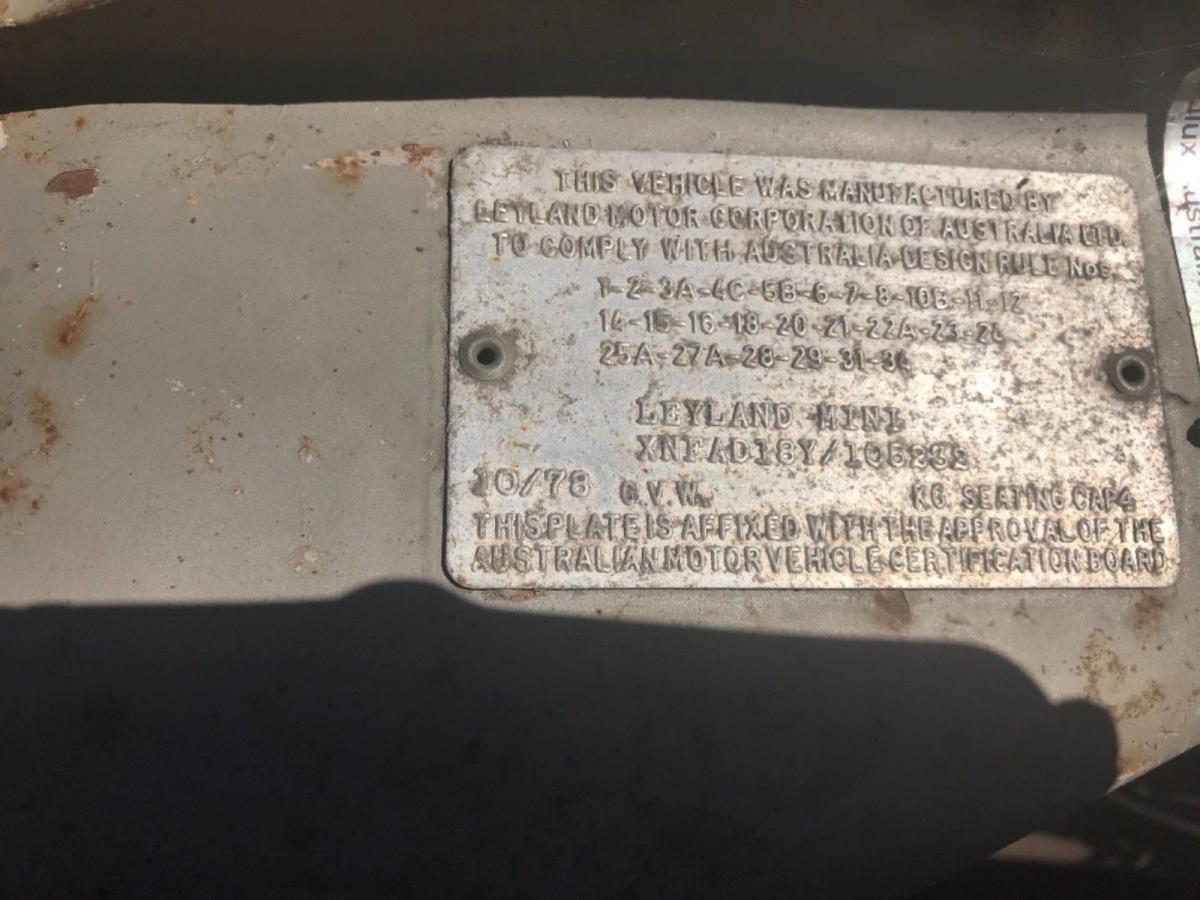 THIS VEHICLE WAS MANUFACTURED BY
LEYLAND MOTOR CORPORATION OF AUSTRALIA LTD.
TO COMPLY WITH AUSTRALIA DESIGN RULE Nos.
1-2-3A-4C-5B-6-7-8-10B-11-12
14-15-16-18-20-21-22A-23-24
25A-27A-28-29-31-34
LEYLAND MINI
XNFAD18Y/105232
10/78 G.V.W. KG. SEATING CAP4
THIS PLATE IS AFFIXED WITH THE APPROVAL OF THE
AUSTRALIAN MOTOR VEHICLE CERTIFICATION BOARD